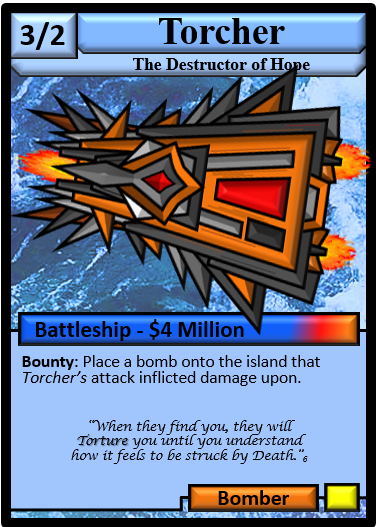 3/2
Torcher
The Destructor of Hope
Battleship - $4 Million
Bounty: Place a bomb onto the island that
Torcher's attack inflicted damage upon.
"When they find you, they will
Torture you until you understand
how it feels to be struck by Death."6
Bomber